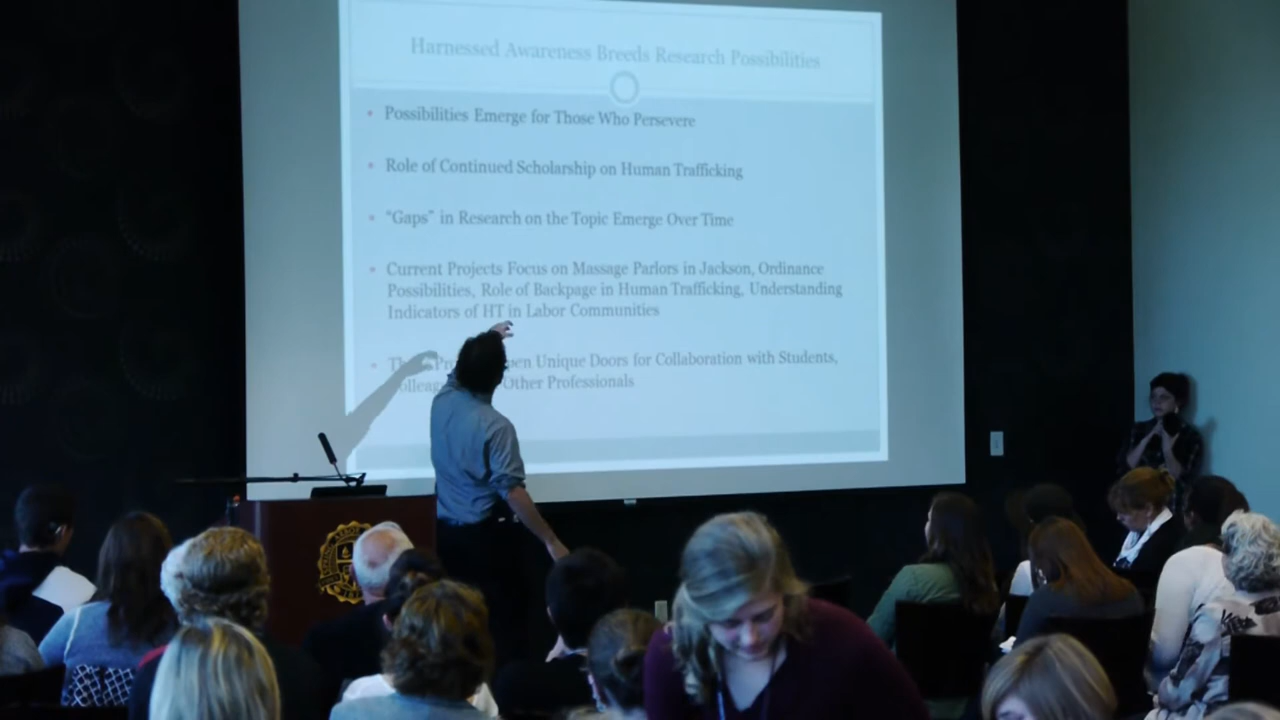 Harnessed Awareness Breeds Research Possibilities
• Possibilities Emerge for Those Who Persevere
• Role of Continued Scholarship on Human Trafficking
• “Gaps” in Research on the Topic Emerge Over Time
• Current Projects Focus on Massage Parlors in Jackson, Ordinance
Possibilities, Role of Backpage in Human Trafficking, Understanding
Indicators of HT in Labor Communities
• Unique Doors for Collaboration with Students,
Other Professionals